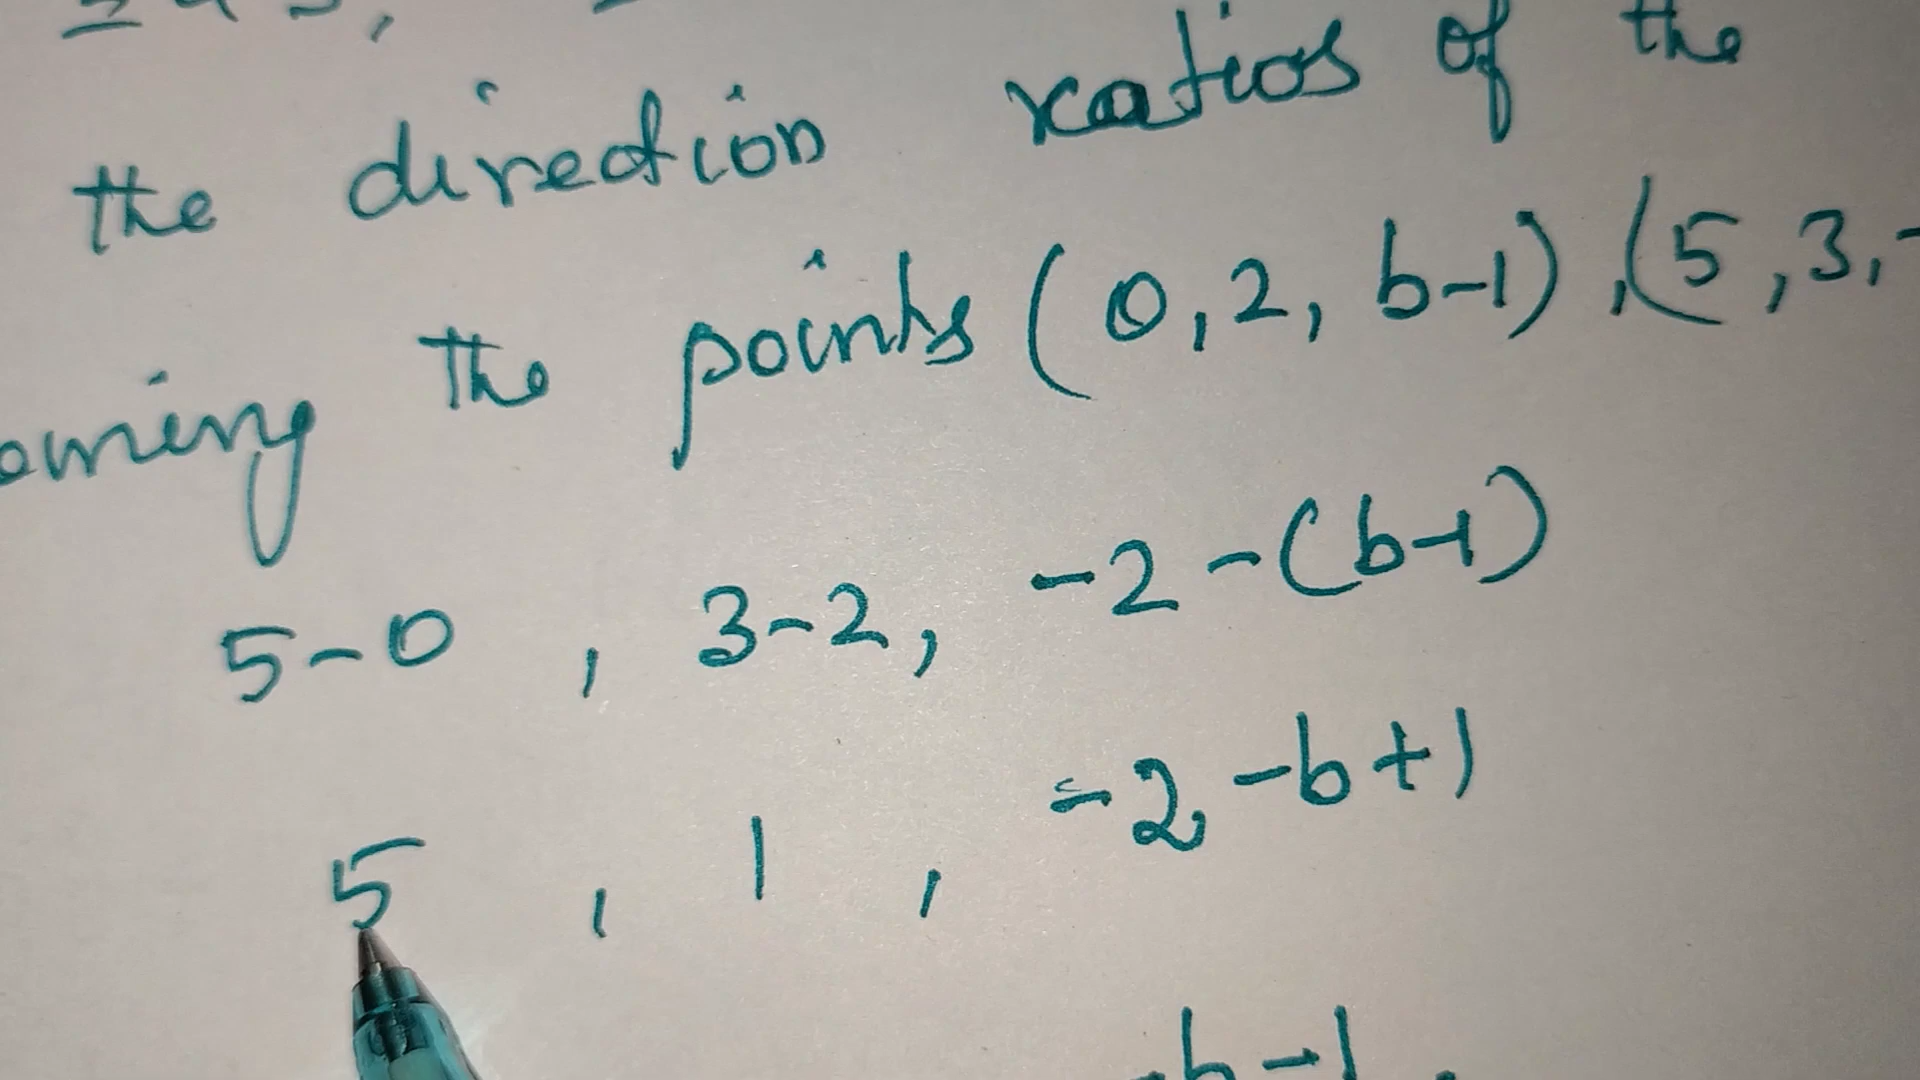 the direction ratios of the
the points (0, 2, b-1), (5, 3, -
5-0 , 3-2, -2-(b-1)
5 , 1 , -2-b+1
-b-1